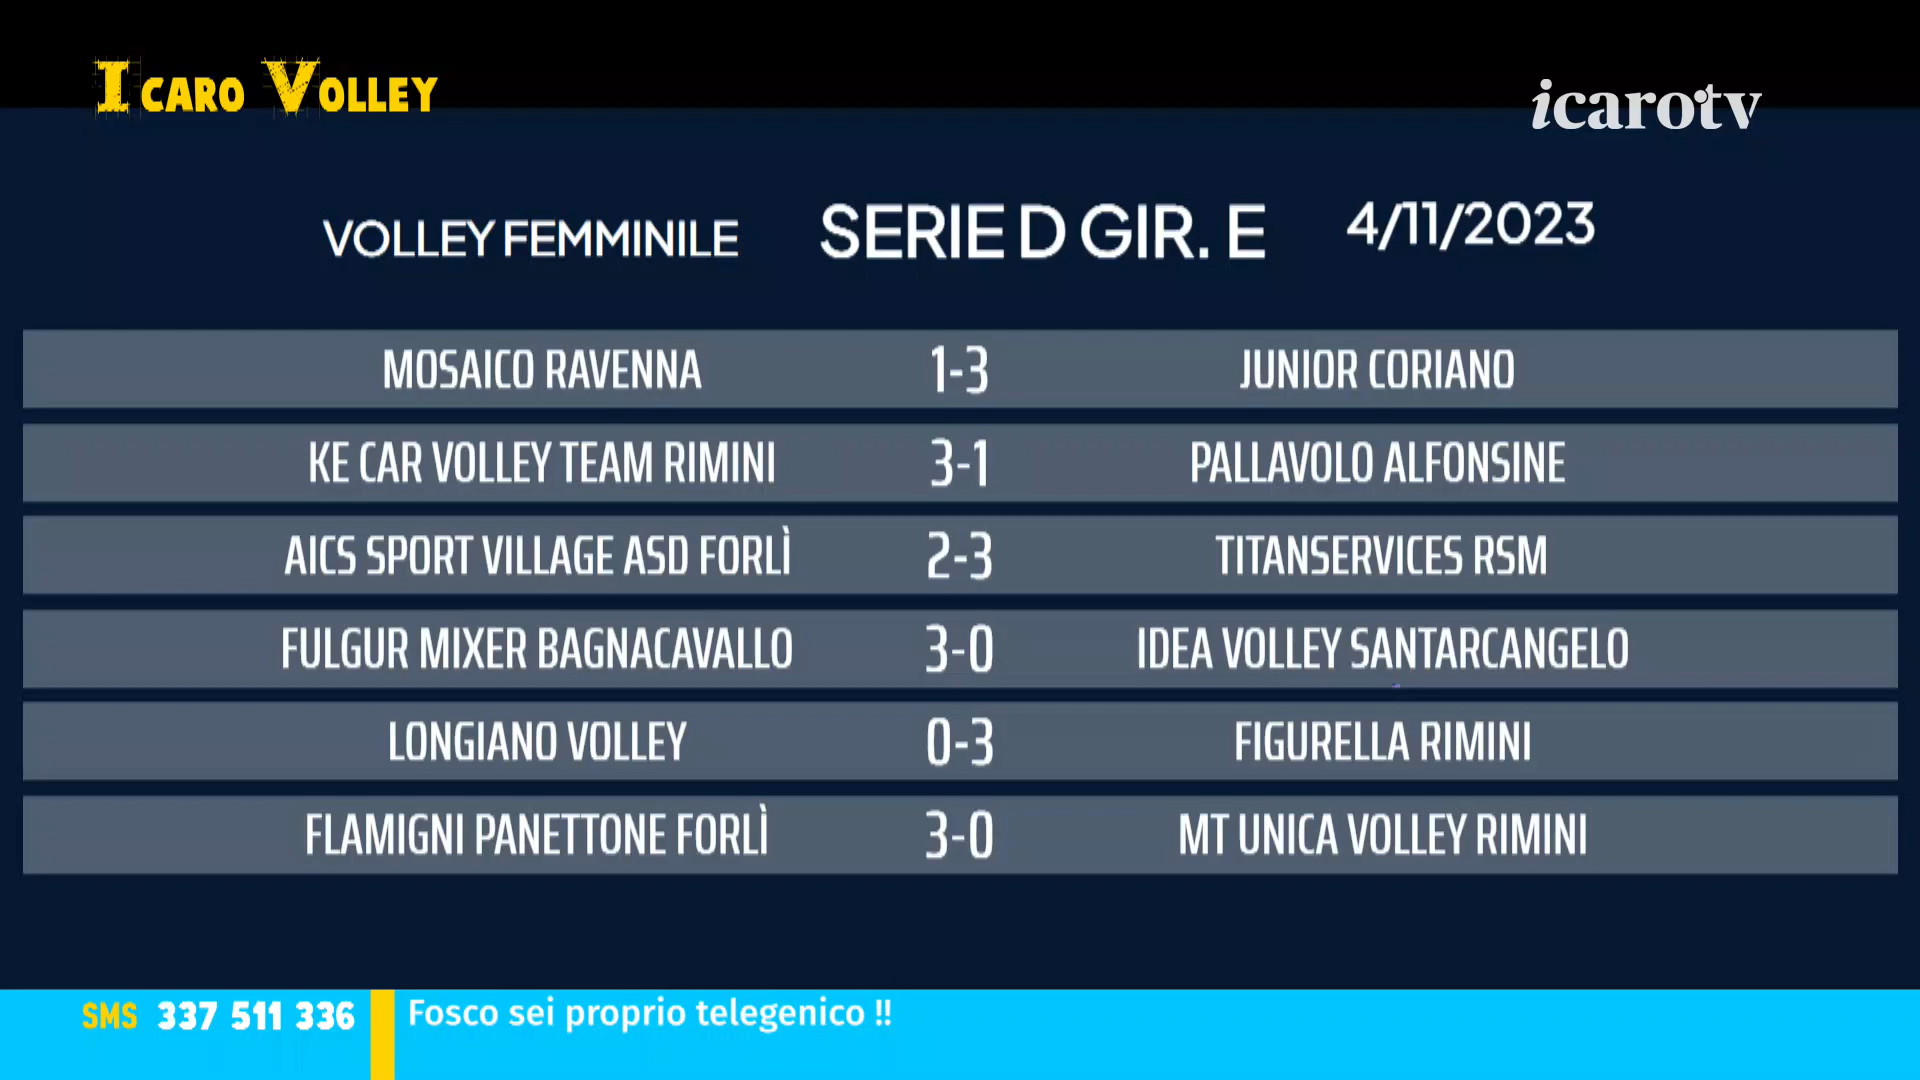 ICARO VOLLEY
icarotv
VOLLEY FEMMINILE SERIE D GIR. E 4/11/2023
MOSAICO RAVENNA 1-3 JUNIOR CORIANO
KE CAR VOLLEY TEAM RIMINI 3-1 PALLAVOLO ALFONSINE
AICS SPORT VILLAGE ASD FORLÌ 2-3 TITANSERVICES RSM
FULGUR MIXER BAGNACAVALLO 3-0 IDEA VOLLEY SANTARCANGELO
LONGIANO VOLLEY 0-3 FIGURELLA RIMINI
FLAMIGNI PANETTONE FORLÌ 3-0 MT UNICA VOLLEY RIMINI
SMS 337 511 336 Fosco sei proprio telegenico !!